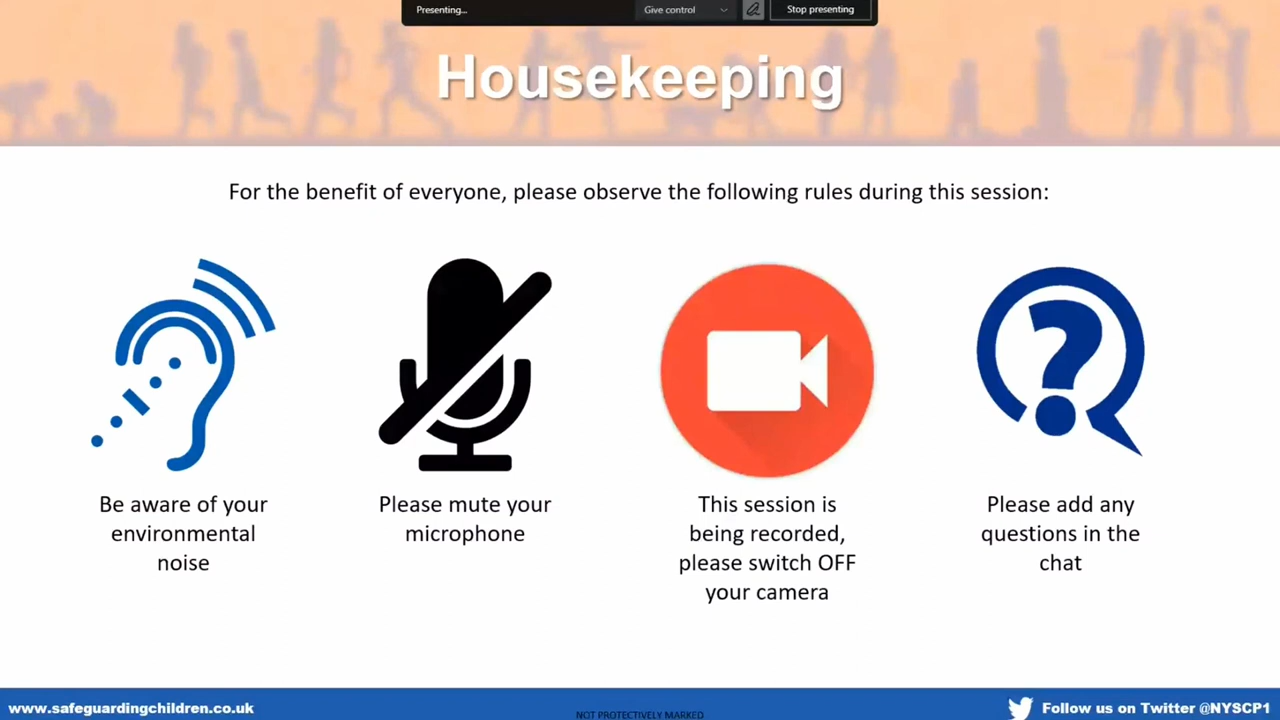 Presenting...
Give control
Stop presenting
Housekeeping
For the benefit of everyone, please observe the following rules during this session:
Be aware of your
environmental
noise
Please mute your
microphone
This session is
being recorded,
please switch OFF
your camera
Please add any
questions in the
chat
www.safeguardingchildren.co.uk
NOT PROTECTIVELY MARKED
Follow us on Twitter @NYSCP1